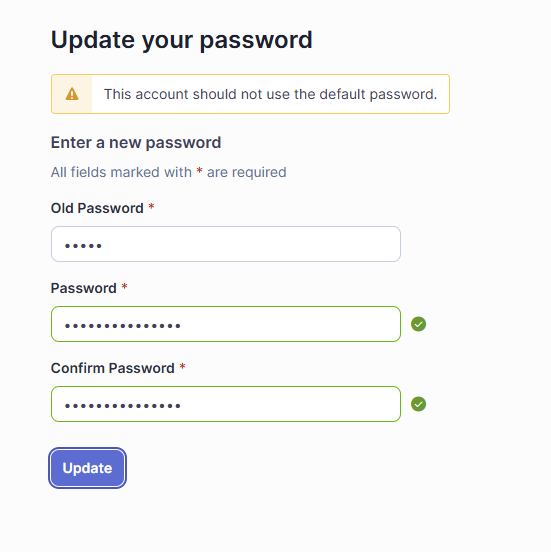 Update your password
This account should not use the default password.
Enter a new password
All fields marked with * are required
Old Password *
•••••
Password *
•••••••••••••••
Confirm Password *
•••••••••••••••
Update